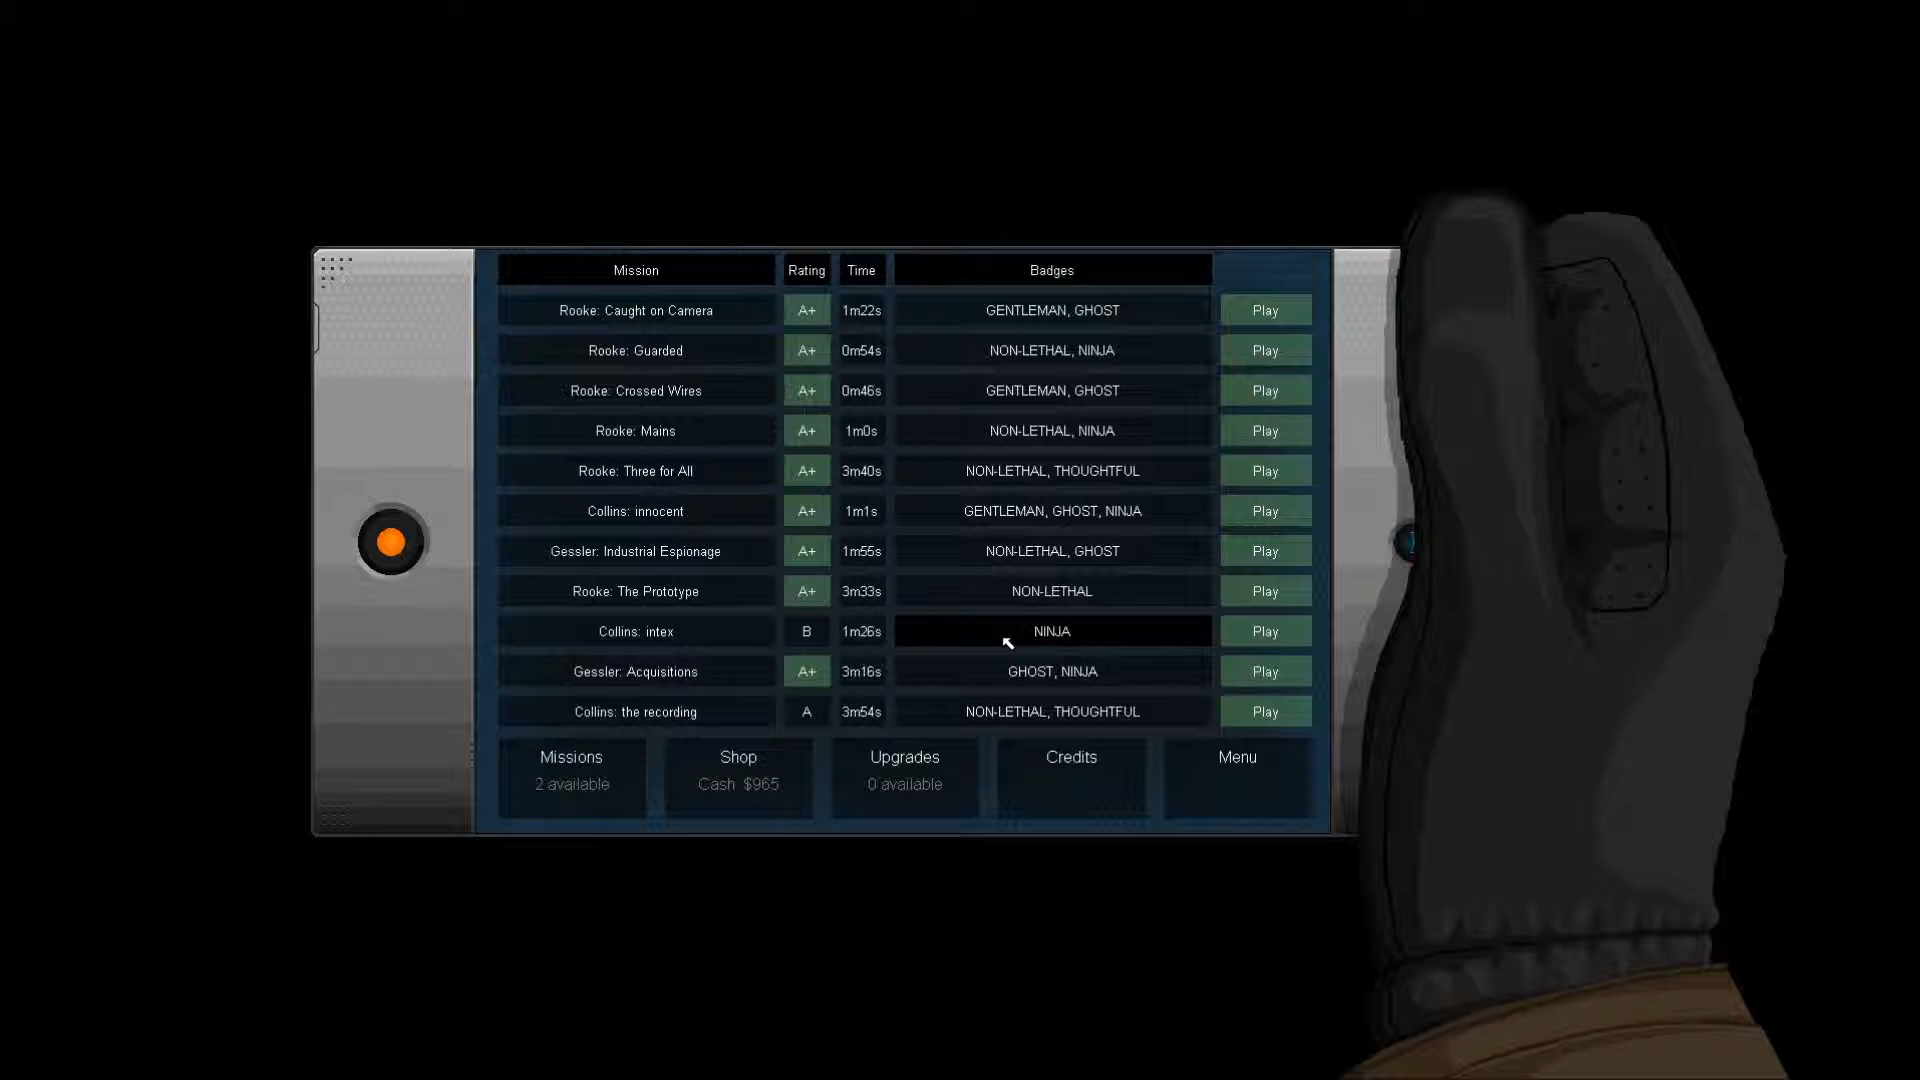 Mission Rating Time Badges
Rooke: Caught on Camera A+ 1m22s GENTLEMAN, GHOST Play
Rooke: Guarded A+ 0m54s NON-LETHAL, NINJA Play
Rooke: Crossed Wires A+ 0m46s GENTLEMAN, GHOST Play
Rooke: Mains A+ 1m0s NON-LETHAL, NINJA Play
Rooke: Three for All A+ 3m40s NON-LETHAL, THOUGHTFUL Play
Collins: innocent A+ 1m1s GENTLEMAN, GHOST, NINJA Play
Gessler: Industrial Espionage A+ 1m55s NON-LETHAL, GHOST Play
Rooke: The Prototype A+ 3m33s NON-LETHAL Play
Collins: intex B 1m26s NINJA Play
Gessler: Acquisitions A+ 3m16s GHOST, NINJA Play
Collins: the recording A 3m54s NON-LETHAL, THOUGHTFUL Play
Missions Shop Upgrades Credits Menu
2 available Cash $965 0 available